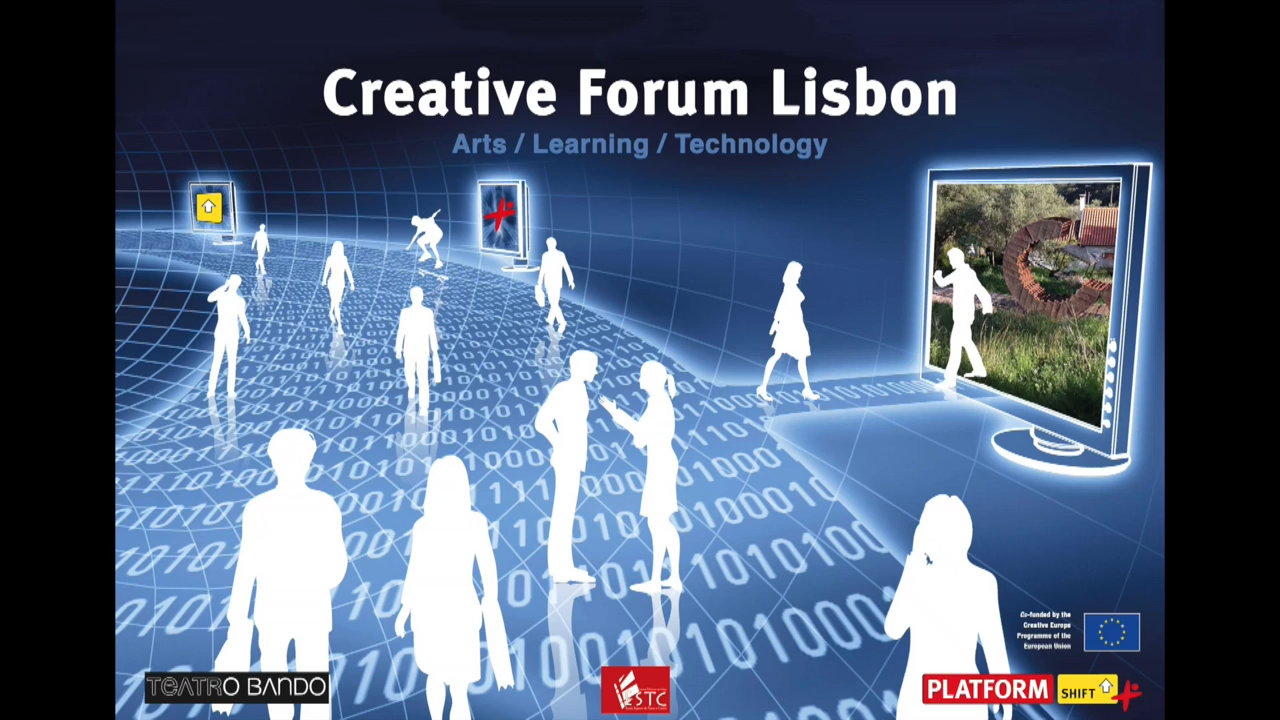 Creative Forum Lisbon
Arts / Learning / Technology
Co-funded by the
Creative Europe
Programme of the
European Union
TEATRO BANDO
ESTC
PLATFORM SHIFT